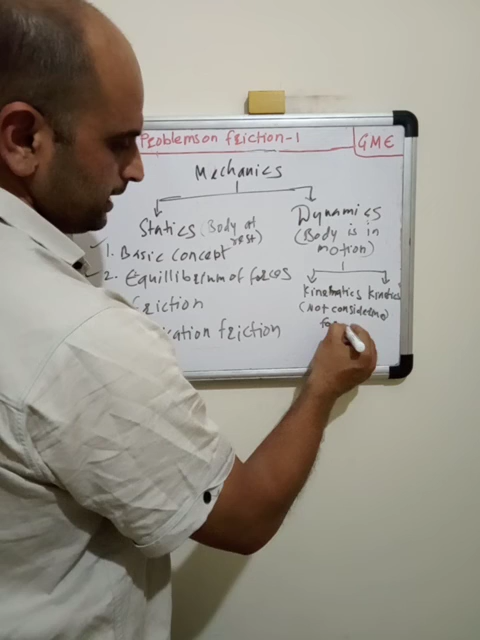 Problems on friction-1
GME
Mechanics
Statics (Body at rest)
1. Basic concept
2. Equillibrium of forces
friction
friction
Dynamics
(Body is in
motion)
Kinematics Kinetics
(Not considering)